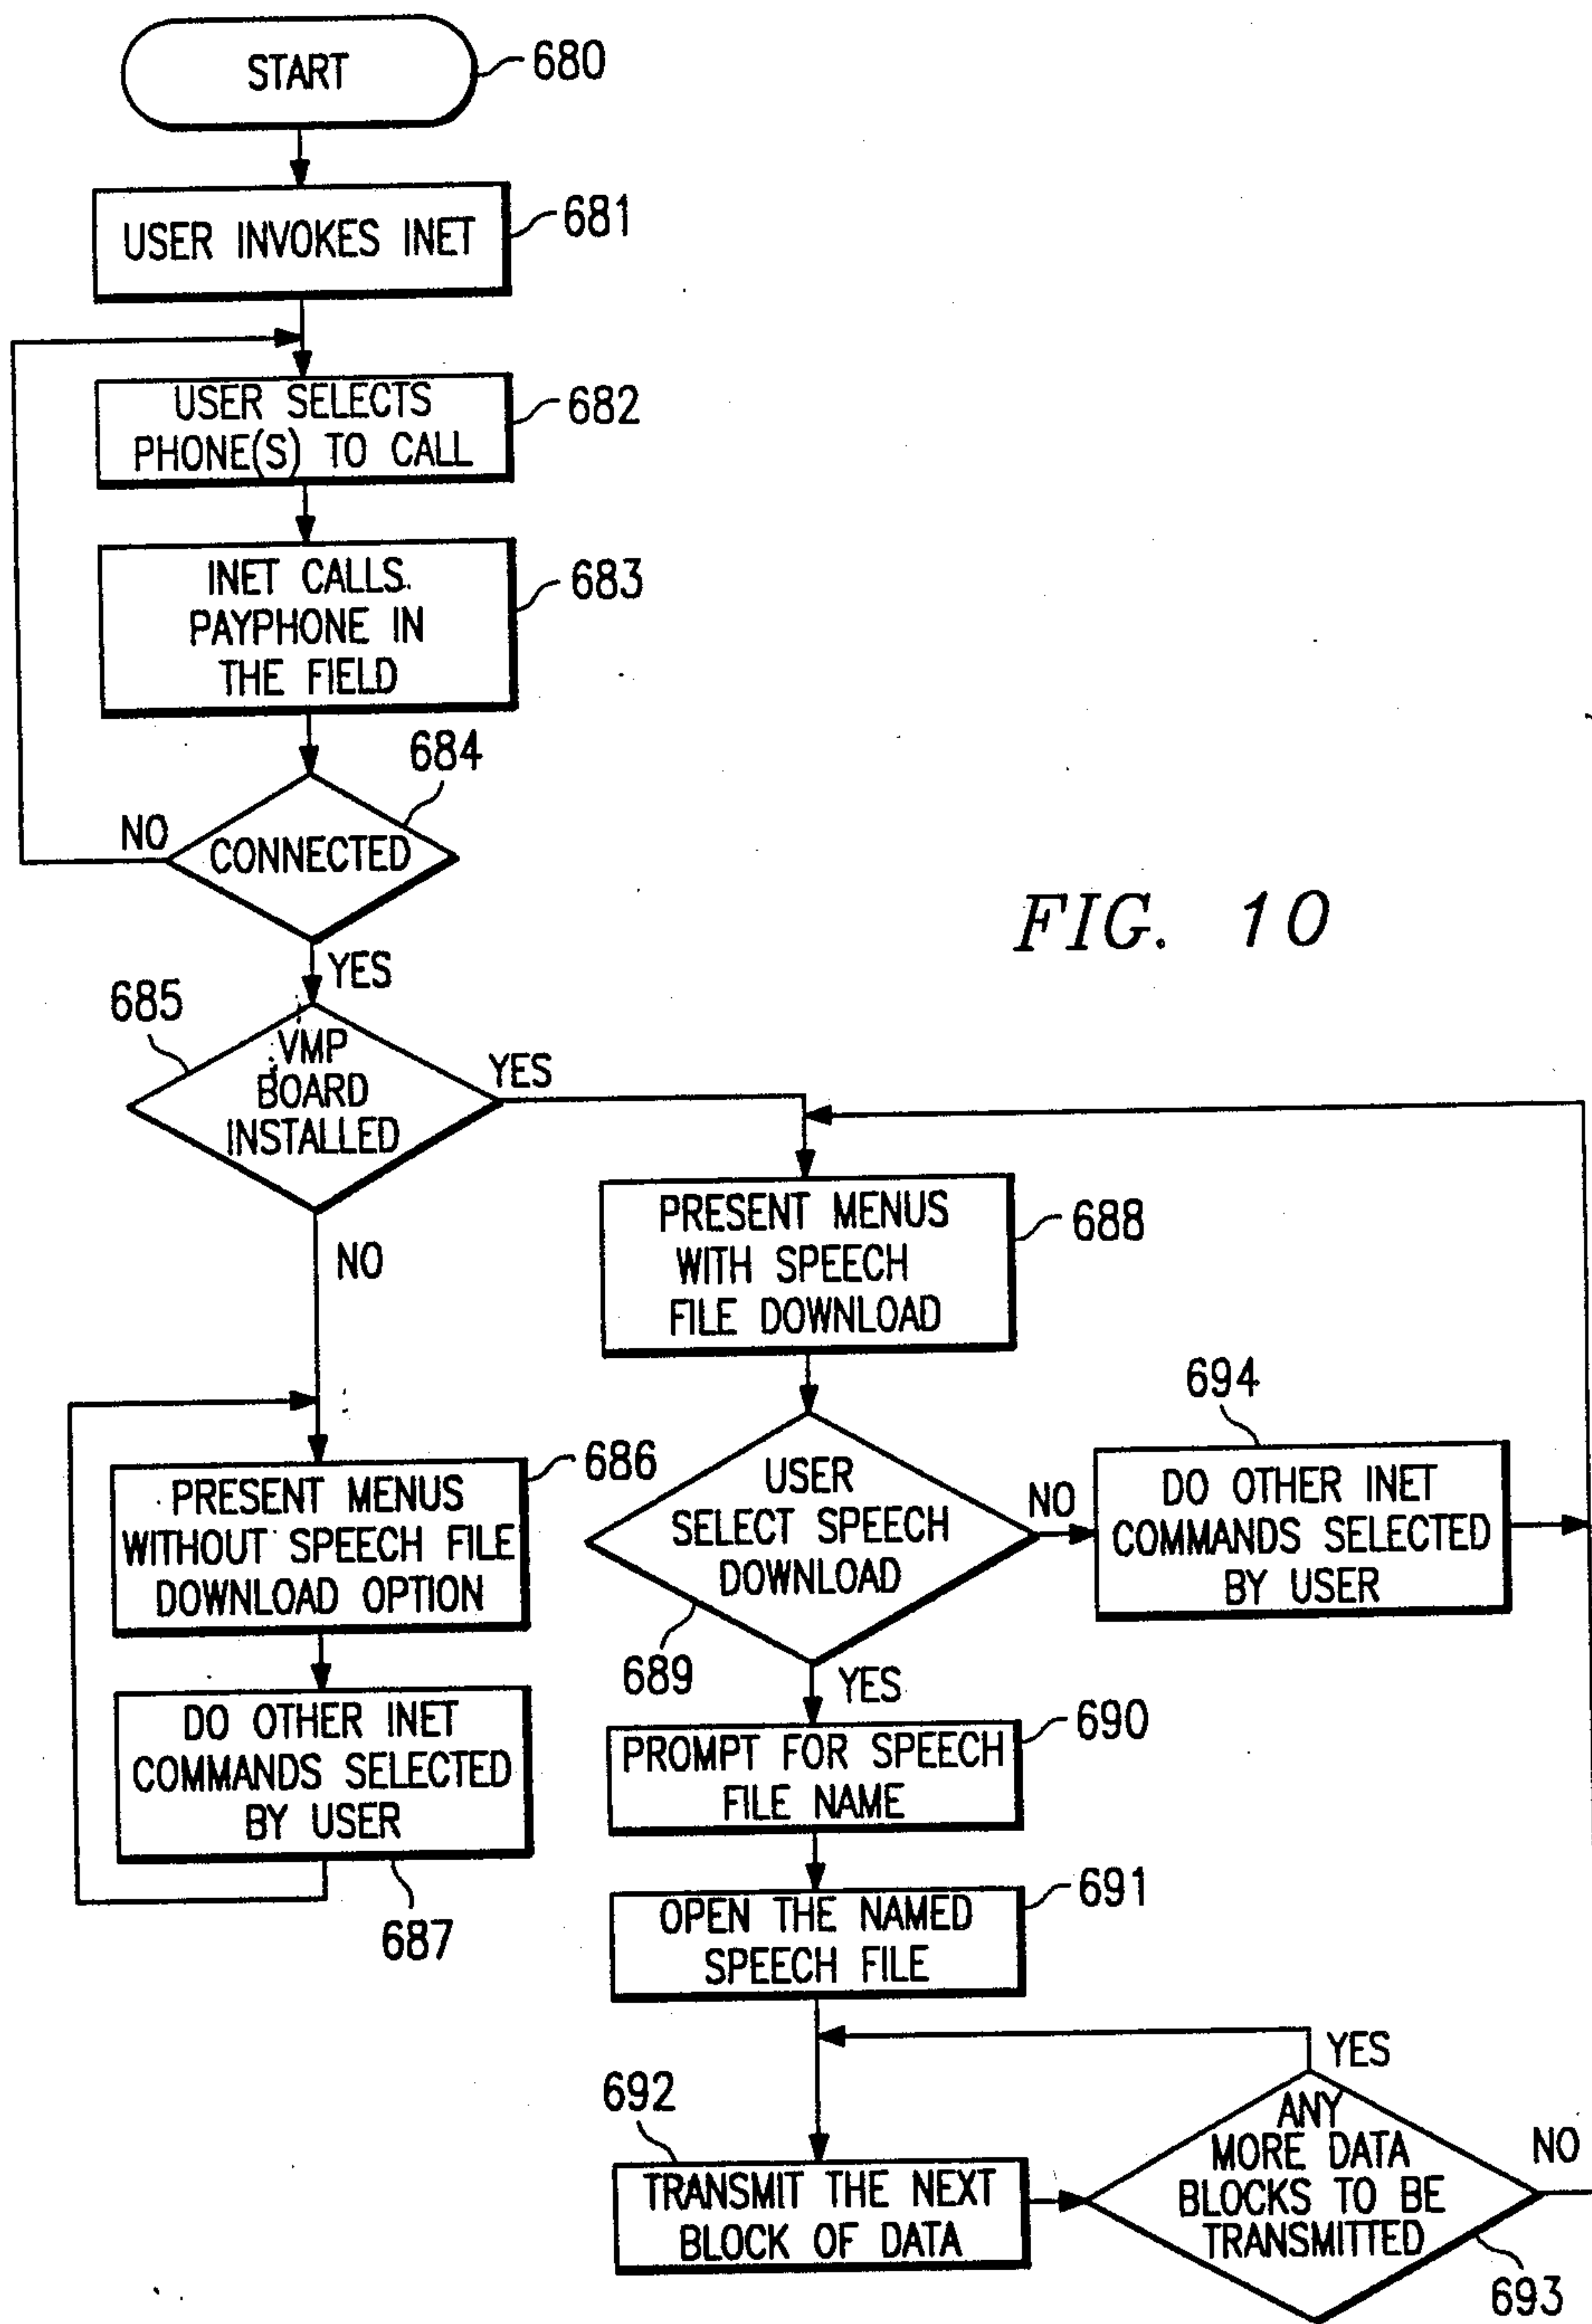 START
680
USER INVOKES INET
681
USER SELECTS
PHONE(S) TO CALL
682
INET CALLS.
PAYPHONE IN
THE FIELD
683
684
NO
CONNECTED
FIG. 10
YES
685
VMP
BOARD
INSTALLED
YES
NO
PRESENT MENUS
WITH SPEECH
FILE DOWNLOAD
688
694
686
PRESENT MENUS
WITHOUT SPEECH FILE
DOWNLOAD OPTION
USER
SELECT SPEECH
DOWNLOAD
NO
DO OTHER INET
COMMANDS SELECTED
BY USER
689
YES
DO OTHER INET
COMMANDS SELECTED
BY USER
687
PROMPT FOR SPEECH
FILE NAME
690
OPEN THE NAMED
SPEECH FILE
691
YES
692
TRANSMIT THE NEXT
BLOCK OF DATA
ANY
MORE DATA
BLOCKS TO BE
TRANSMITTED
NO
693